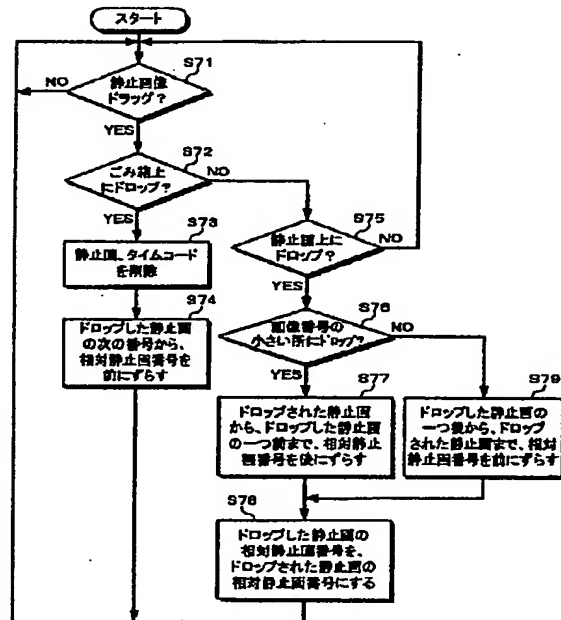 スタート
S71
静止画像
ドラッグ?
NO
YES
S72
ごみ箱上
にドロップ?
NO
YES
S73
静止画、タイムコード
を削除
S74
ドロップした静止画
の次の番号から、
相対静止画番号を
前にずらす
S75
静止画上に
ドロップ?
NO
YES
S76
画像番号の
小さい所にドロップ?
NO
YES
S77
ドロップされた静止画
から、ドロップした静止画
の一つ前まで、相対静止
画番号を後にずらす
S79
ドロップした静止画の
一つ後から、ドロップ
された静止画まで、相対
静止画番号を前にずらす
S78
ドロップした静止画の
相対静止画番号を、
ドロップされた静止画の
相対静止画番号にする